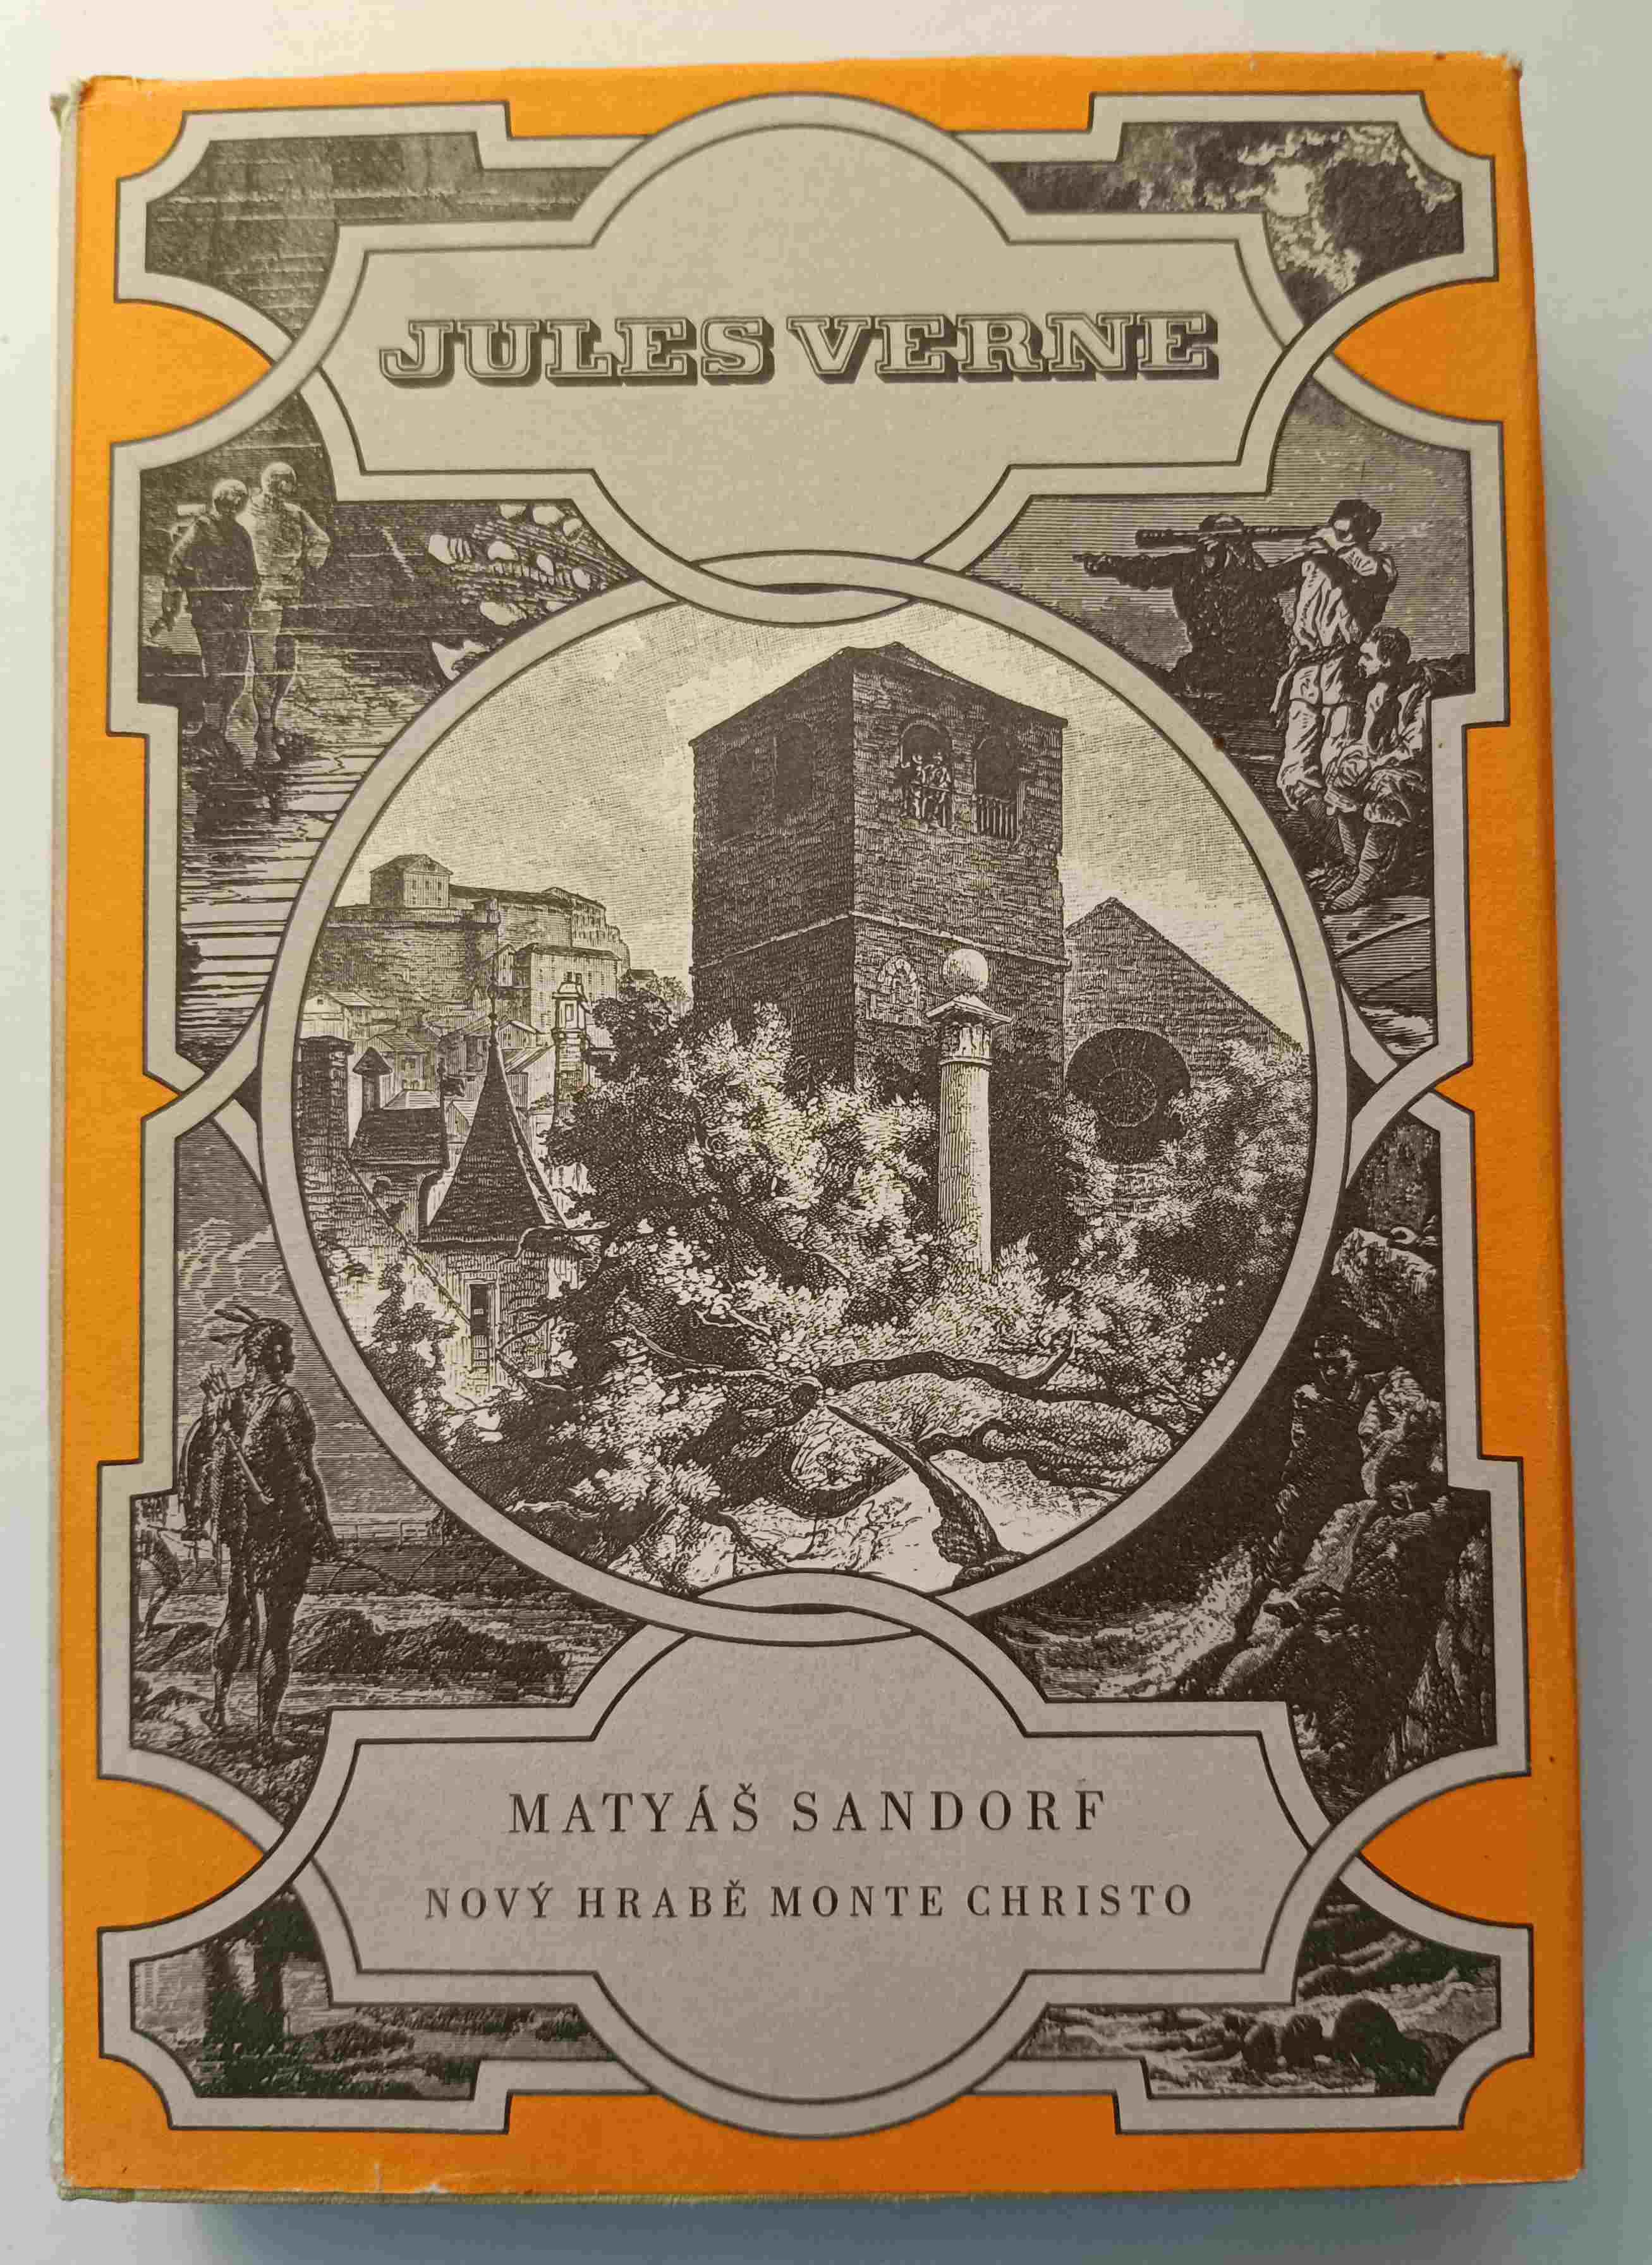 JULES VERNE
MATYÁŠ SANDORF
NOVÝ HRABĚ MONTE CHRISTO